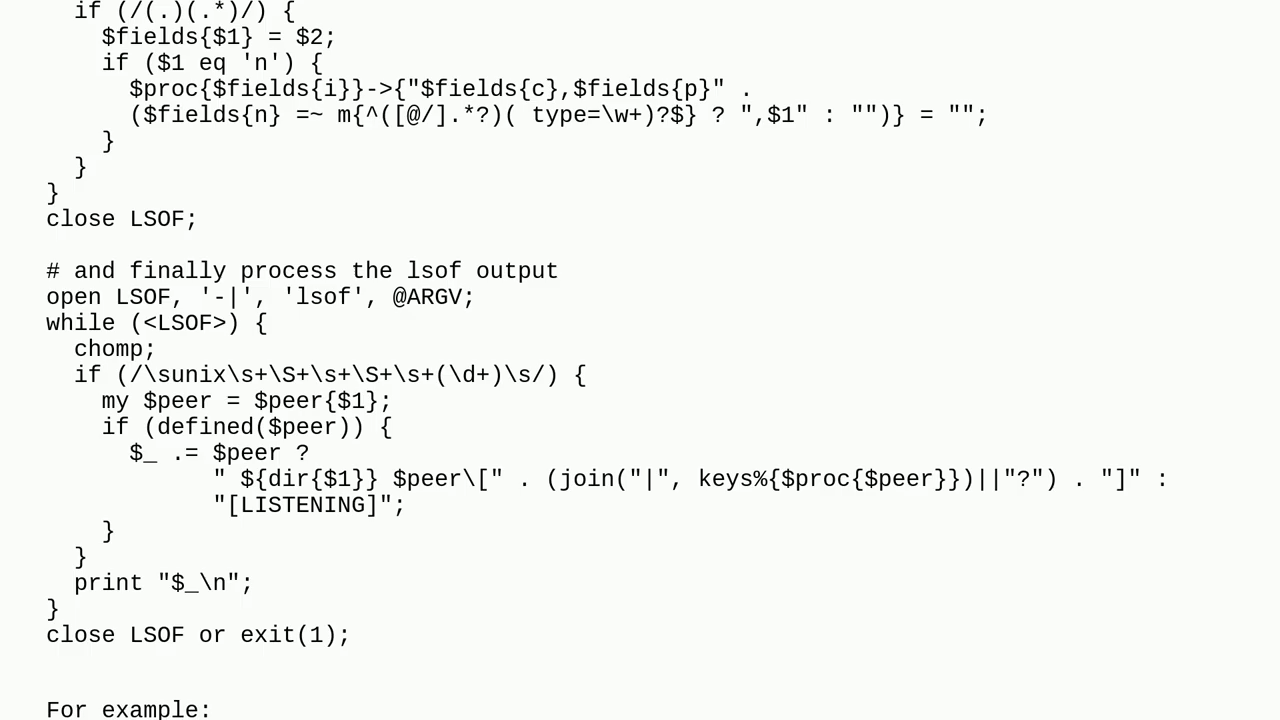 if (/(.)(.*)/) {
$fields{$1} = $2;
if ($1 eq 'n') {
$proc{$fields{i}}->{"$fields{c},$fields{p}" .
($fields{n} =~ m{^([@/].*?)( type=\w+)?$} ? ",$1" : "")} = "";
}
}
}
close LSOF;

# and finally process the lsof output
open LSOF, '-|', 'lsof', @ARGV;
while (<LSOF>) {
chomp;
if (/\sunix\s+\S+\s+\S+\s+(\d+)\s/) {
my $peer = $peer{$1};
if (defined($peer)) {
$_ .= $peer ?
" ${dir{$1}} $peer\[" . (join("|", keys%{$proc{$peer}})||"?") . "]" :
"[LISTENING]";
}
}
print "$_\n";
}
close LSOF or exit(1);

For example: